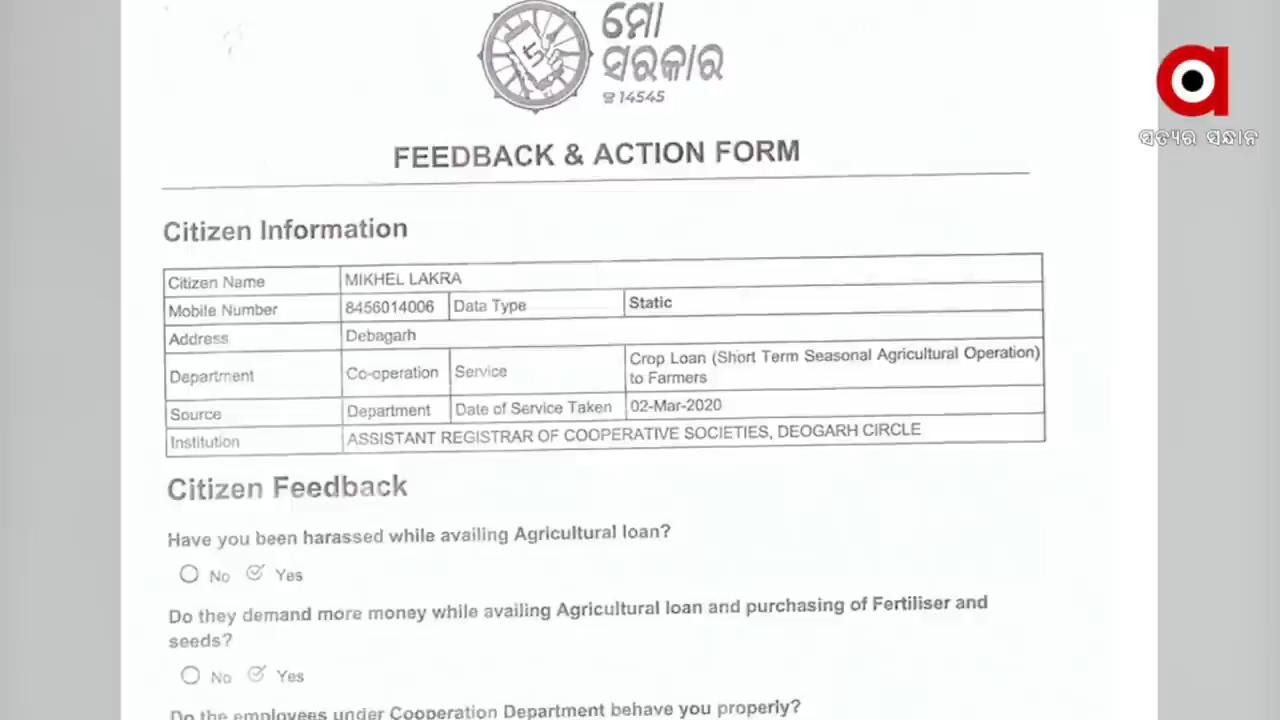 ମୋ
ସରକାର
☎14545
ସତ୍ୟର ସନ୍ଧାନ
FEEDBACK & ACTION FORM
Citizen Information
Citizen Name MIKHEL LAKRA
Mobile Number 8456014006 Data Type Static
Address Debagarh
Department Co-operation Service Crop Loan (Short Term Seasonal Agricultural Operation)
to Farmers
Source Department Date of Service Taken 02-Mar-2020
Institution ASSISTANT REGISTRAR OF COOPERATIVE SOCIETIES, DEOGARH CIRCLE
Citizen Feedback
Have you been harassed while availing Agricultural loan?
No Yes
Do they demand more money while availing Agricultural loan and purchasing of Fertiliser and
seeds?
No Yes
Do the employees under Cooperation Department behave you properly?